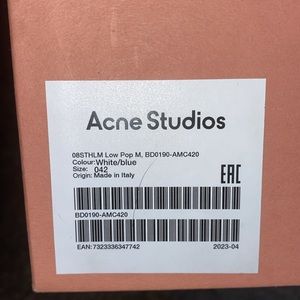 Acne Studios
08STHLM Low Pop M, BD0190-AMC420
Colour:White/blue
Size: 042
Origin: Made in Italy
EAC
BD0190-AMC420
EAN:7323336347742 2023-04